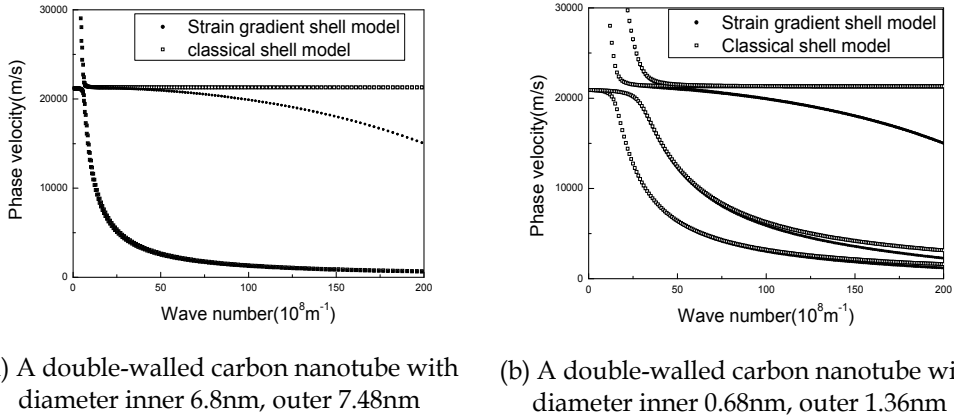 Strain gradient shell model
classical shell model
30000
20000
10000
0
Phase velocity(m/s)
0 50 100 150 200
Wave number(10⁸m⁻¹)
) A double-walled carbon nanotube with
diameter inner 6.8nm, outer 7.48nm
Strain gradient shell model
Classical shell model
30000
20000
10000
0
Phase velocity(m/s)
0 50 100 150 200
Wave number(10⁸m⁻¹)
(b) A double-walled carbon nanotube wi
diameter inner 0.68nm, outer 1.36nm